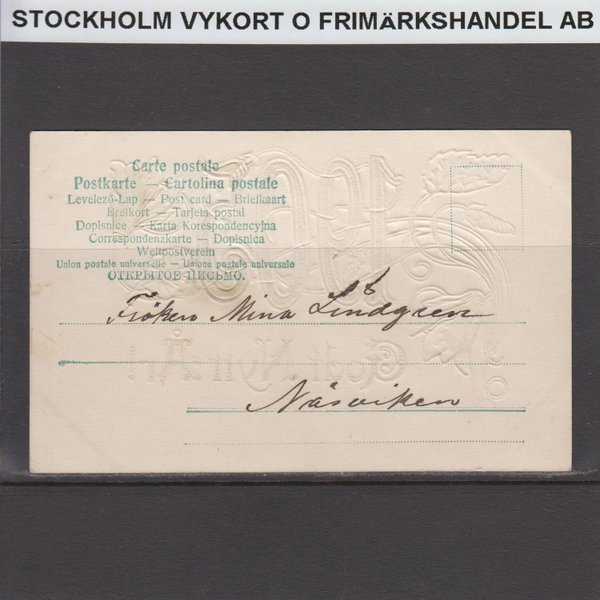 STOCKHOLM VYKORT O FRIMÄRKSHANDEL AB
Carte postale
Postkarte — Cartolina postale
Levelező-Lap — Post card — Briefkaart
Breikort — Tarjeta postal
Dopisnice — Karta Korespondencyjna
Correspondenzkarte — Dopisnica
Weltpostverein
Union postale universelle — Unione postale universale
ОТКРЫТОЕ ПИСЬМО.
Fröken Mina Lindgren
Näsviken